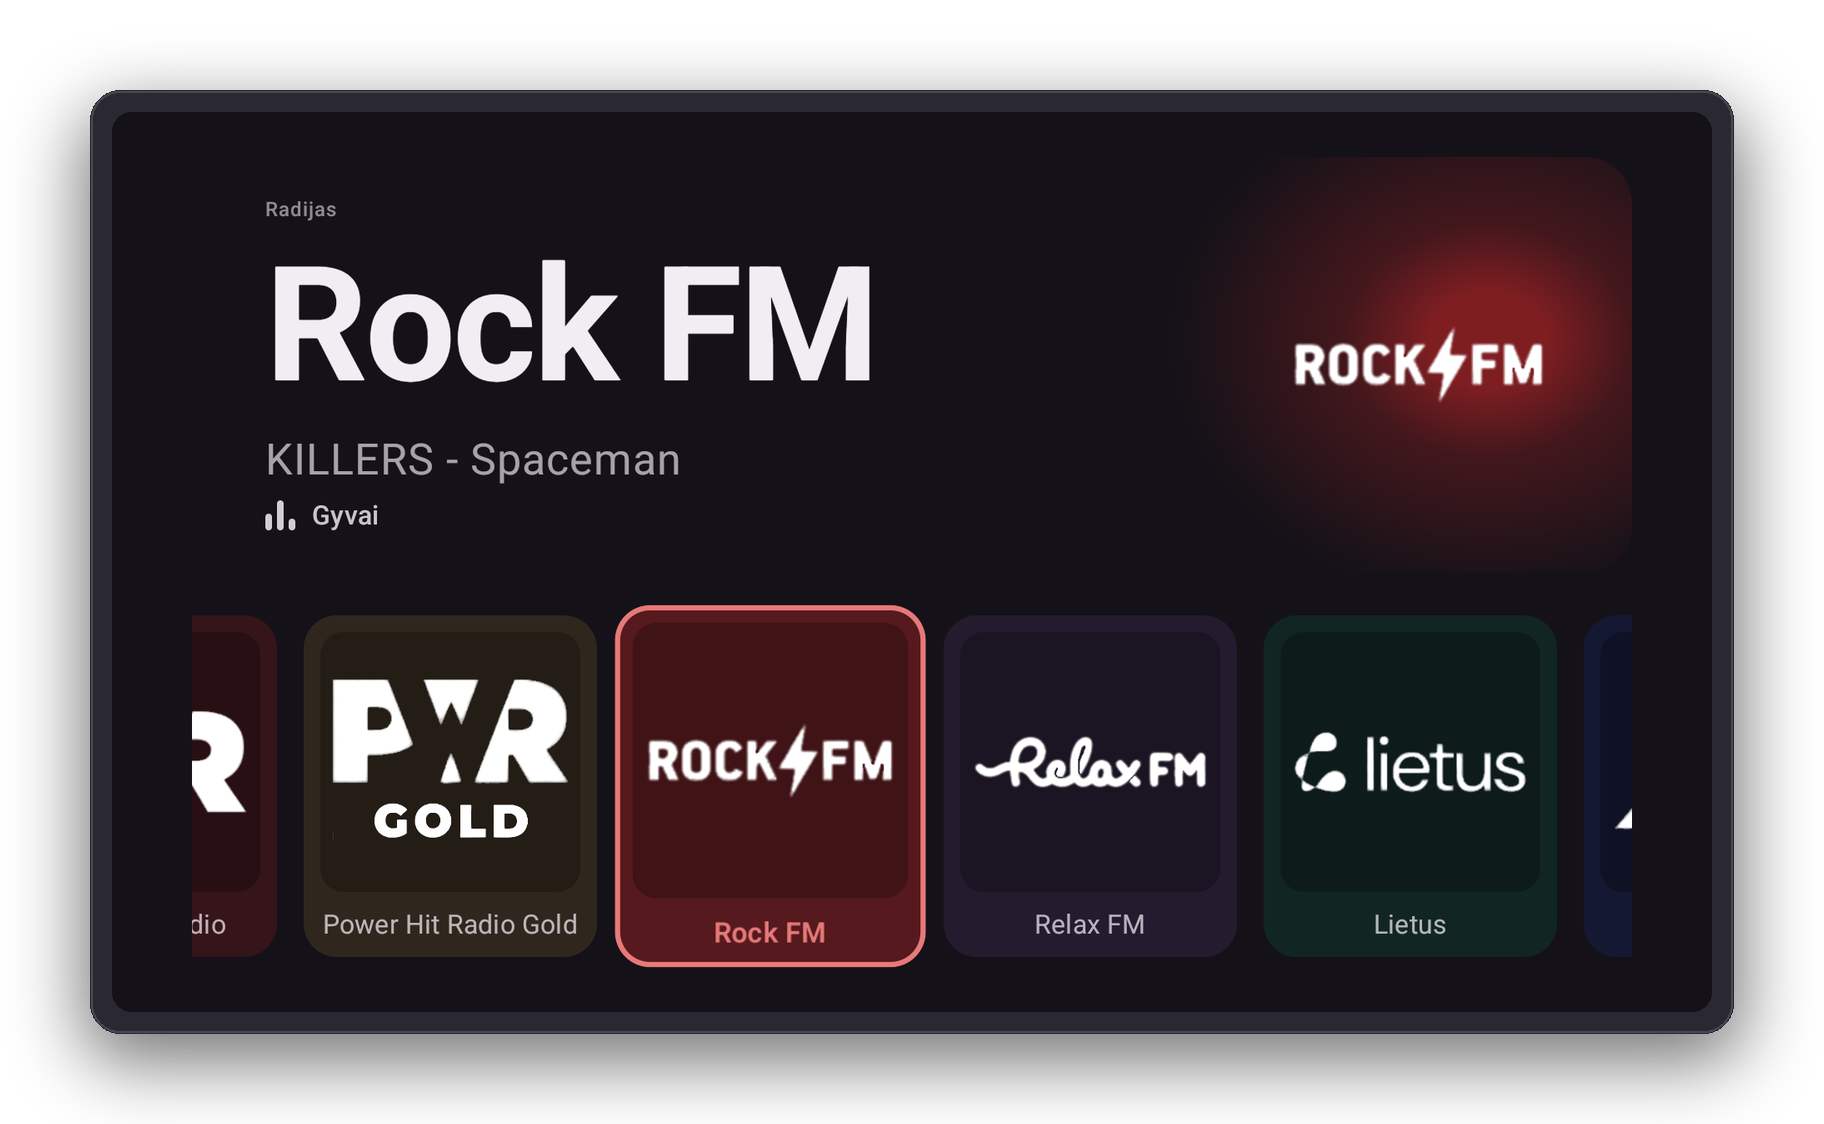 Radijas
Rock FM
KILLERS - Spaceman
Gyvai
ROCK FM
R
dio
PWR
GOLD
Power Hit Radio Gold
ROCK FM
Rock FM
Relax FM
Relax FM
lietus
Lietus